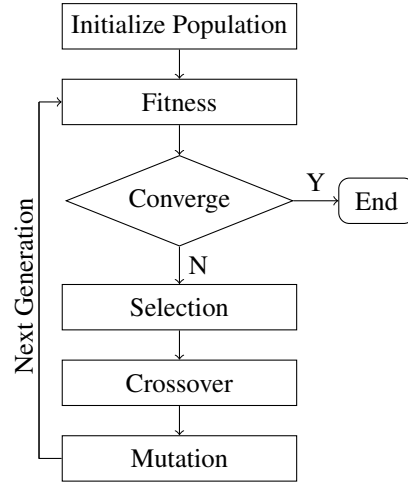 Initialize Population
Fitness
Converge
Y
End
N
Selection
Crossover
Mutation
Next Generation